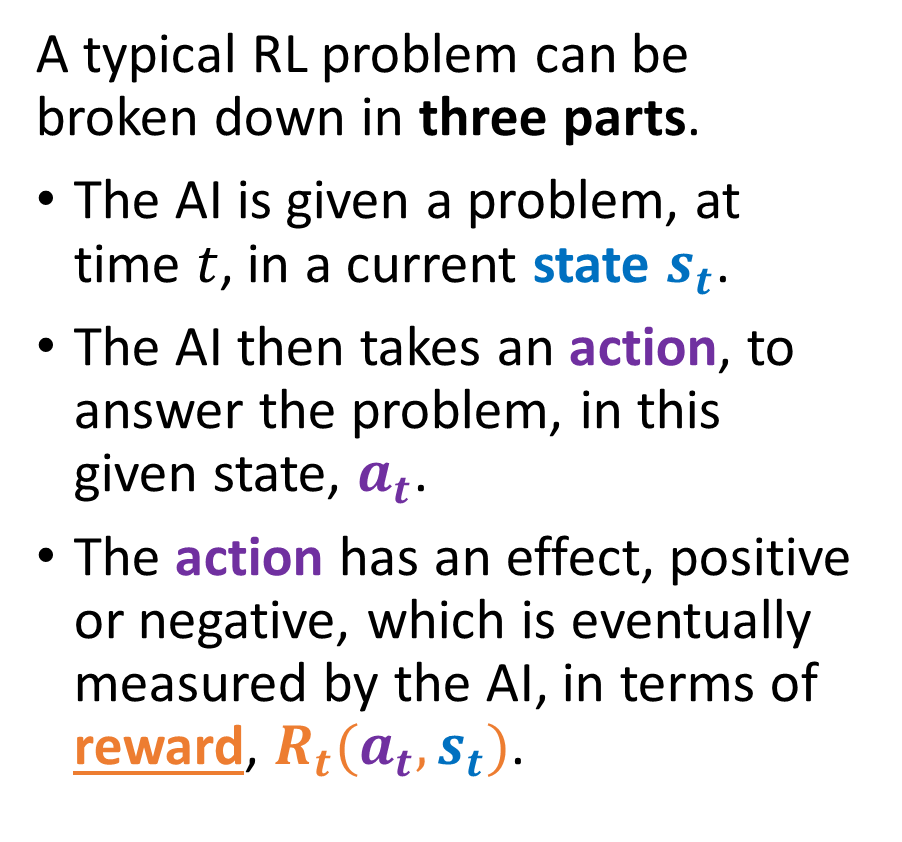 A typical RL problem can be
broken down in three parts.
• The AI is given a problem, at
time t, in a current state s_t.
• The AI then takes an action, to
answer the problem, in this
given state, a_t.
• The action has an effect, positive
or negative, which is eventually
measured by the AI, in terms of
reward, R_t(a_t, s_t).